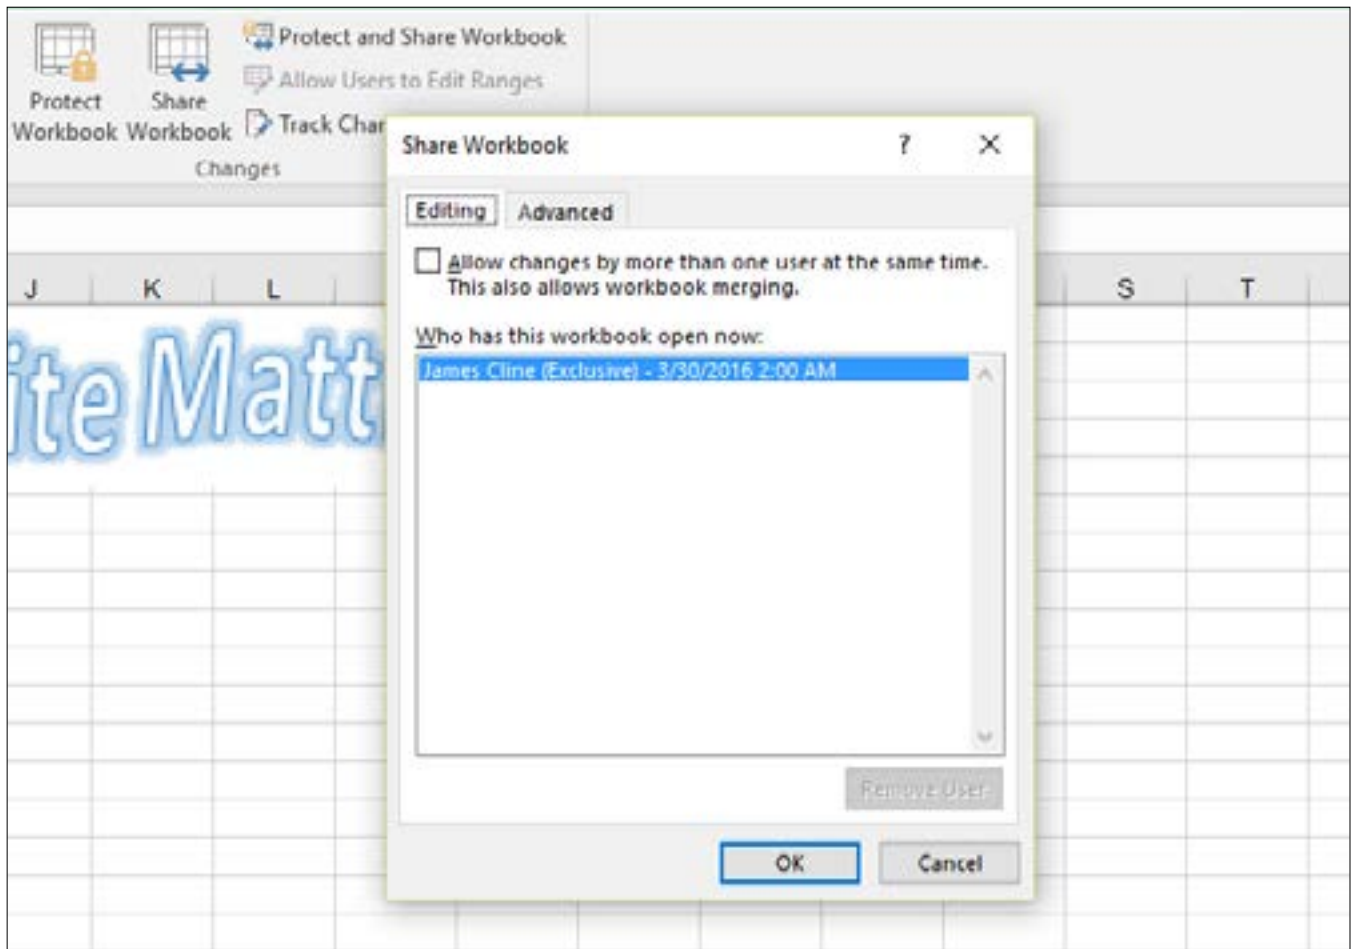 Protect and Share Workbook
Allow Users to Edit Ranges
Track Char
Protect
Workbook
Share
Workbook
Changes
Share Workbook ? ×
Editing Advanced
Allow changes by more than one user at the same time.
This also allows workbook merging.
Who has this workbook open now:
James Cline (Exclusive) - 3/30/2016 2:00 AM
Remove User
OK Cancel
J K L S T
ite Matt